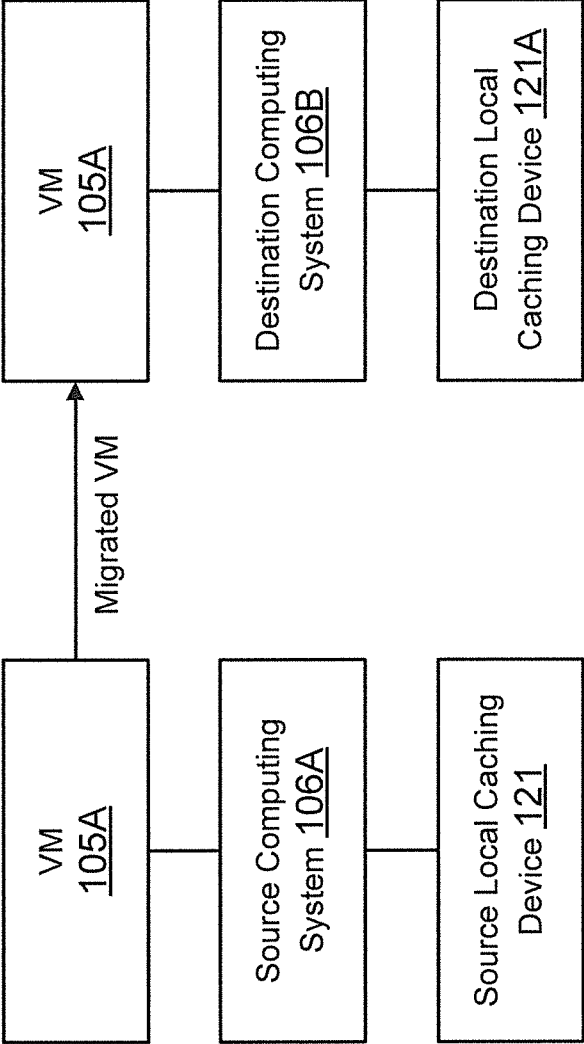 VM
105A
Migrated VM
VM
105A
Source Computing
System 106A
Destination Computing
System 106B
Source Local Caching
Device 121
Destination Local
Caching Device 121A